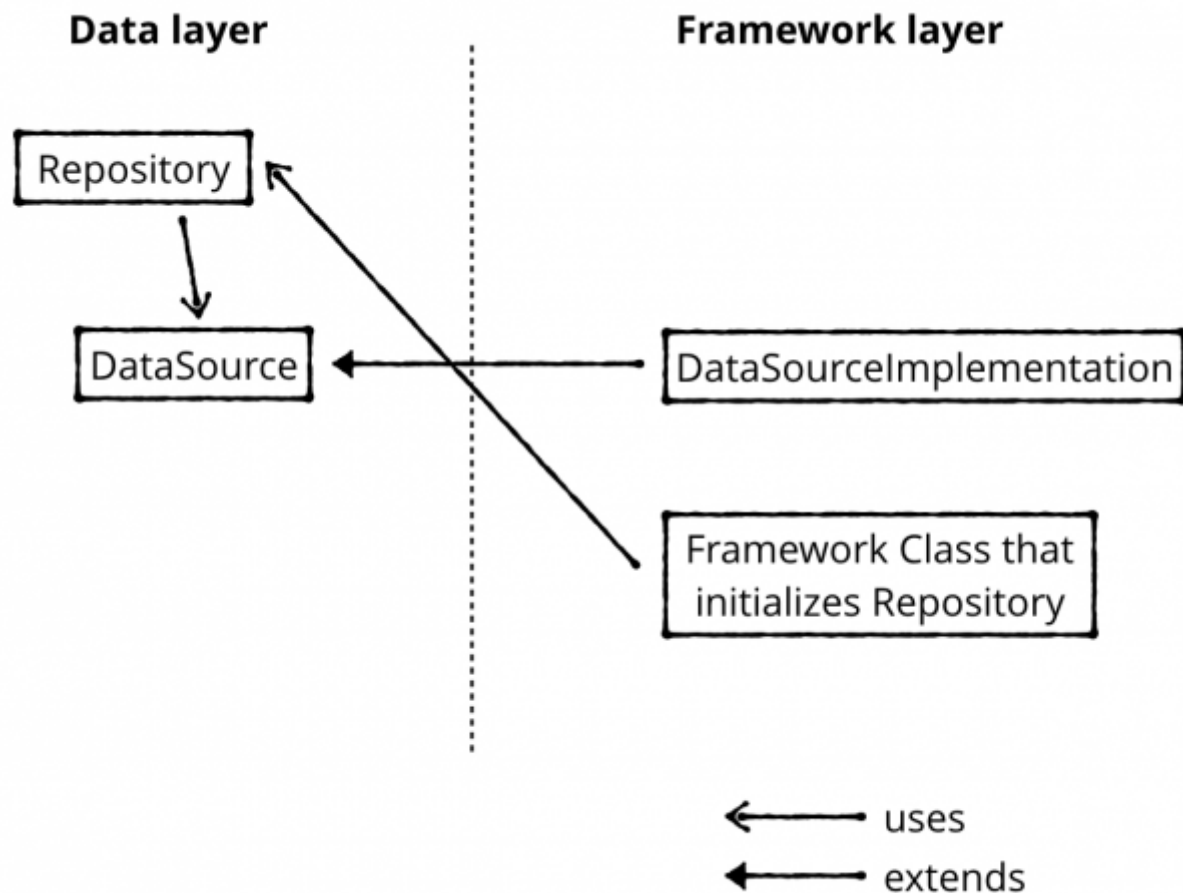 Data layer
Framework layer
Repository
DataSource
DataSourceImplementation
Framework Class that
initializes Repository
uses
extends